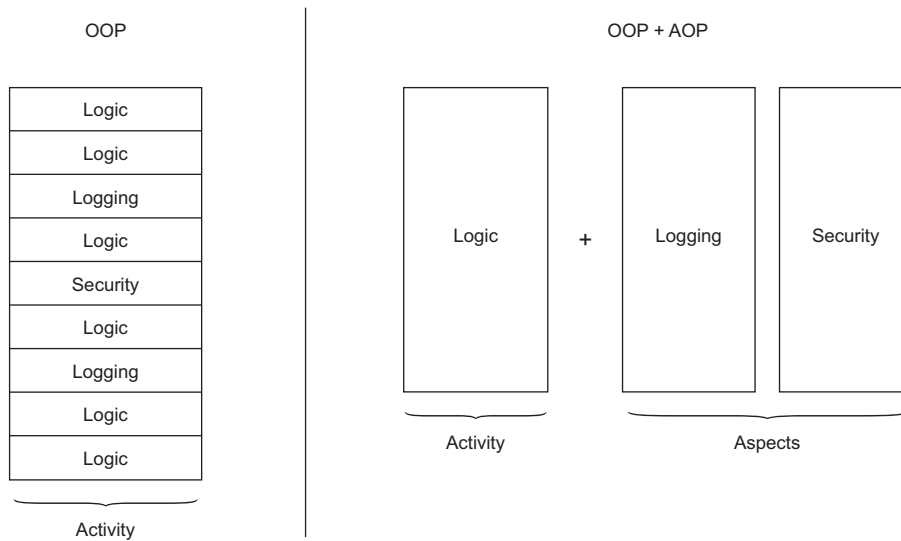 OOP
Logic
Logic
Logging
Logic
Security
Logic
Logging
Logic
Logic
Activity
OOP + AOP
Logic
+
Logging
Security
Activity
Aspects